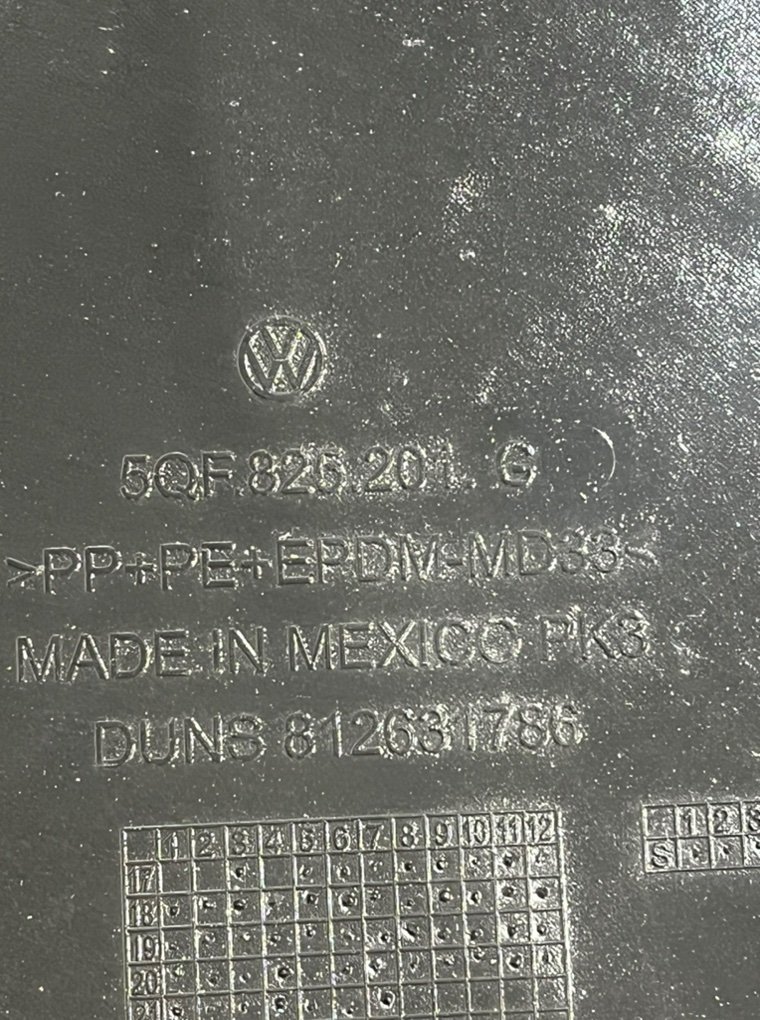 5QF.825.201. G
>PP+PE+EPDM-MD33<
MADE IN MEXICO PK3
DUNS 812631786
1 2 3 4 5 6 7 8 9 10 11 12
17
18
19
20
21
1 2 3
S